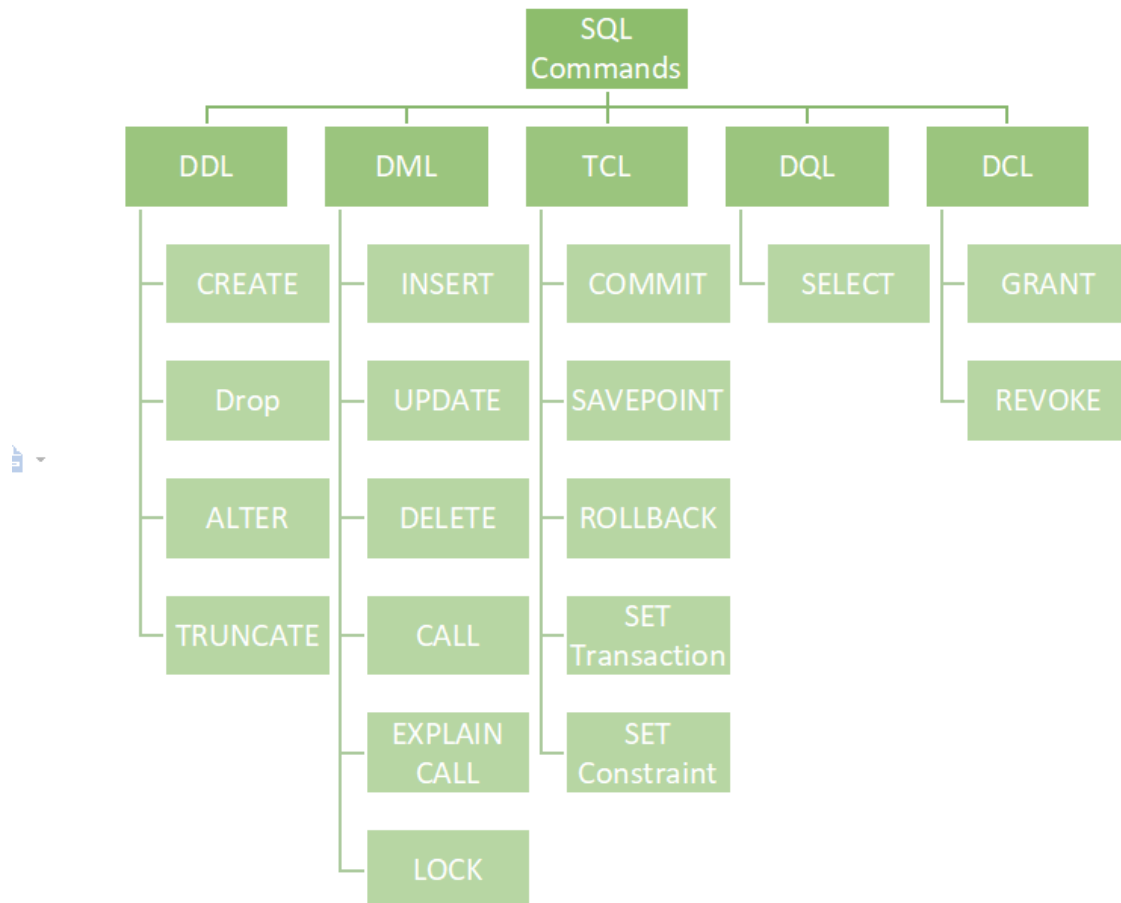 SQL
Commands
DDL
DML
TCL
DQL
DCL
CREATE
Drop
ALTER
TRUNCATE
INSERT
UPDATE
DELETE
CALL
EXPLAIN
CALL
LOCK
COMMIT
SAVEPOINT
ROLLBACK
SET
Transaction
SET
Constraint
SELECT
GRANT
REVOKE